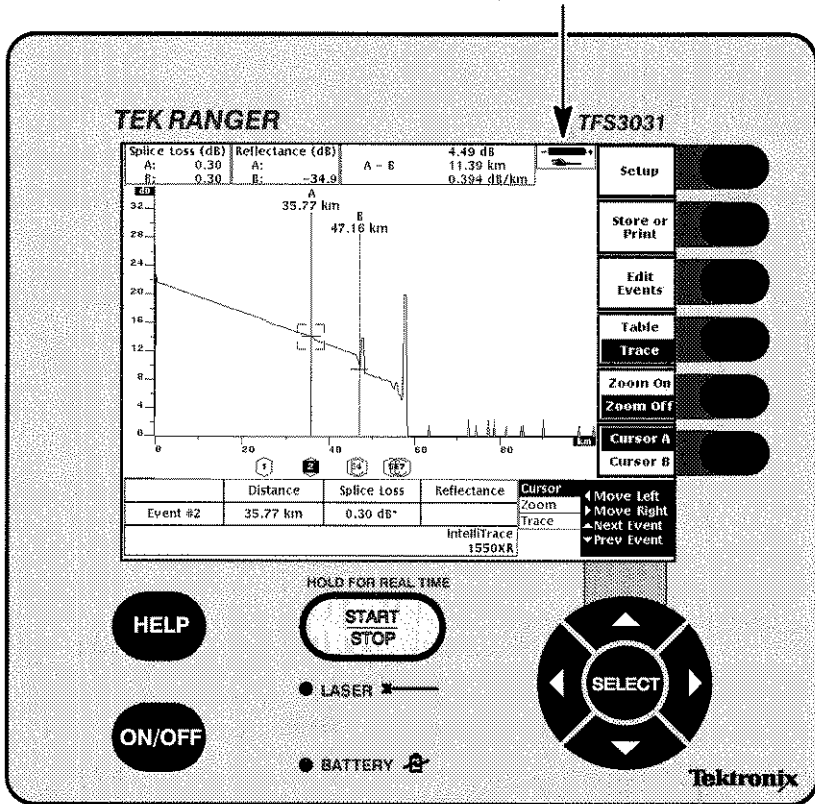 TEK RANGER TFS3031
Splice Loss (dB) Reflectance (dB) 4.49 dB - +
A: 0.30 A: A - B 11.39 km
B: 0.30 B: -34.9 0.394 dB/km
Setup
dB
A
35.77 km
B
47.16 km
32
28
24
20
16
12
8
4
0
0 20 40 60 80 km
Store or
Print
Edit
Events
Table
Trace
Zoom On
Zoom Off
Cursor A
Cursor B
1 2
Distance Splice Loss Reflectance
Event #2 35.77 km 0.30 dB*
Cursor
Zoom
Trace
Move Left
Move Right
Next Event
Prev Event
IntelliTrace
1550XR
HOLD FOR REAL TIME
HELP
START
STOP
LASER
SELECT
ON/OFF
BATTERY
Tektronix